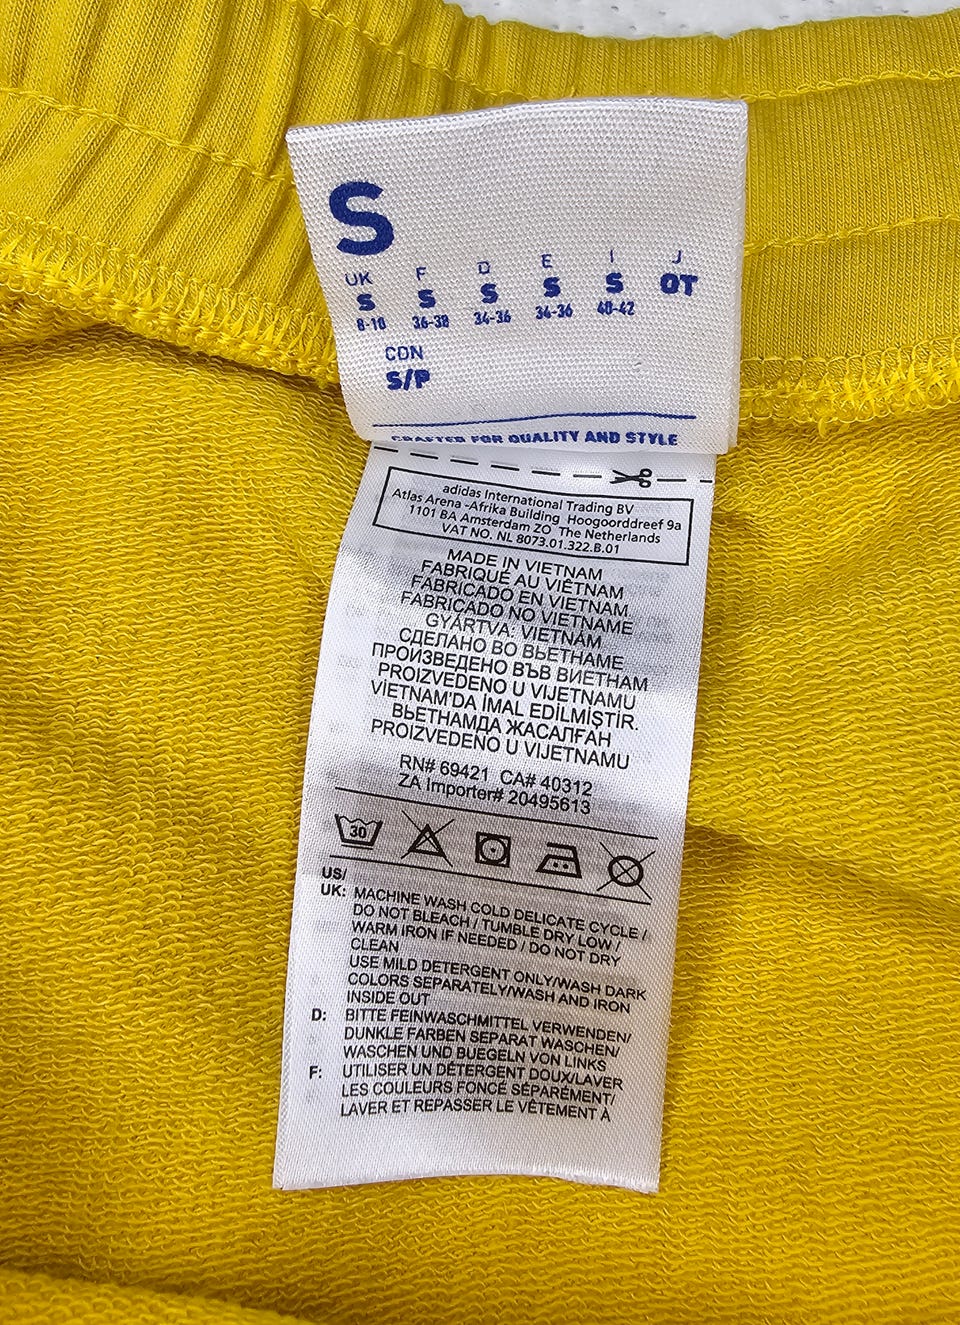 S
UK F D E I J
S S S S S OT
8-10 36-38 34-36 34-36 40-42
CDN
S/P
CRAFTED FOR QUALITY AND STYLE
adidas International Trading BV
Atlas Arena -Afrika Building Hoogoorddreef 9a
1101 BA Amsterdam ZO The Netherlands
VAT NO. NL 8073.01.322.B.01
MADE IN VIETNAM
FABRIQUÉ AU VIÊTNAM
FABRICADO EN VIETNAM
FABRICADO NO VIETNAME
GYÁRTVA: VIETNÁM
СДЕЛАНО ВО ВЬЕТНАМЕ
ПРОИЗВЕДЕНО ВЪВ ВИЕТНАМ
PROIZVEDENO U VIJETNAMU
VİETNAM'DA İMAL EDİLMİŞTİR.
ВЬЕТНАМДА ЖАСАЛҒАН
PROIZVEDENO U VIJETNAMU
RN# 69421 CA# 40312
ZA Importer# 20495613
30
US/
UK: MACHINE WASH COLD DELICATE CYCLE /
DO NOT BLEACH / TUMBLE DRY LOW /
WARM IRON IF NEEDED / DO NOT DRY
CLEAN
USE MILD DETERGENT ONLY/WASH DARK
COLORS SEPARATELY/WASH AND IRON
INSIDE OUT
D: BITTE FEINWASCHMITTEL VERWENDEN/
DUNKLE FARBEN SEPARAT WASCHEN/
WASCHEN UND BUEGELN VON LINKS
F: UTILISER UN DÉTERGENT DOUX/LAVER
LES COULEURS FONCÉ SÉPARÉMENT/
LAVER ET REPASSER LE VÊTEMENT À